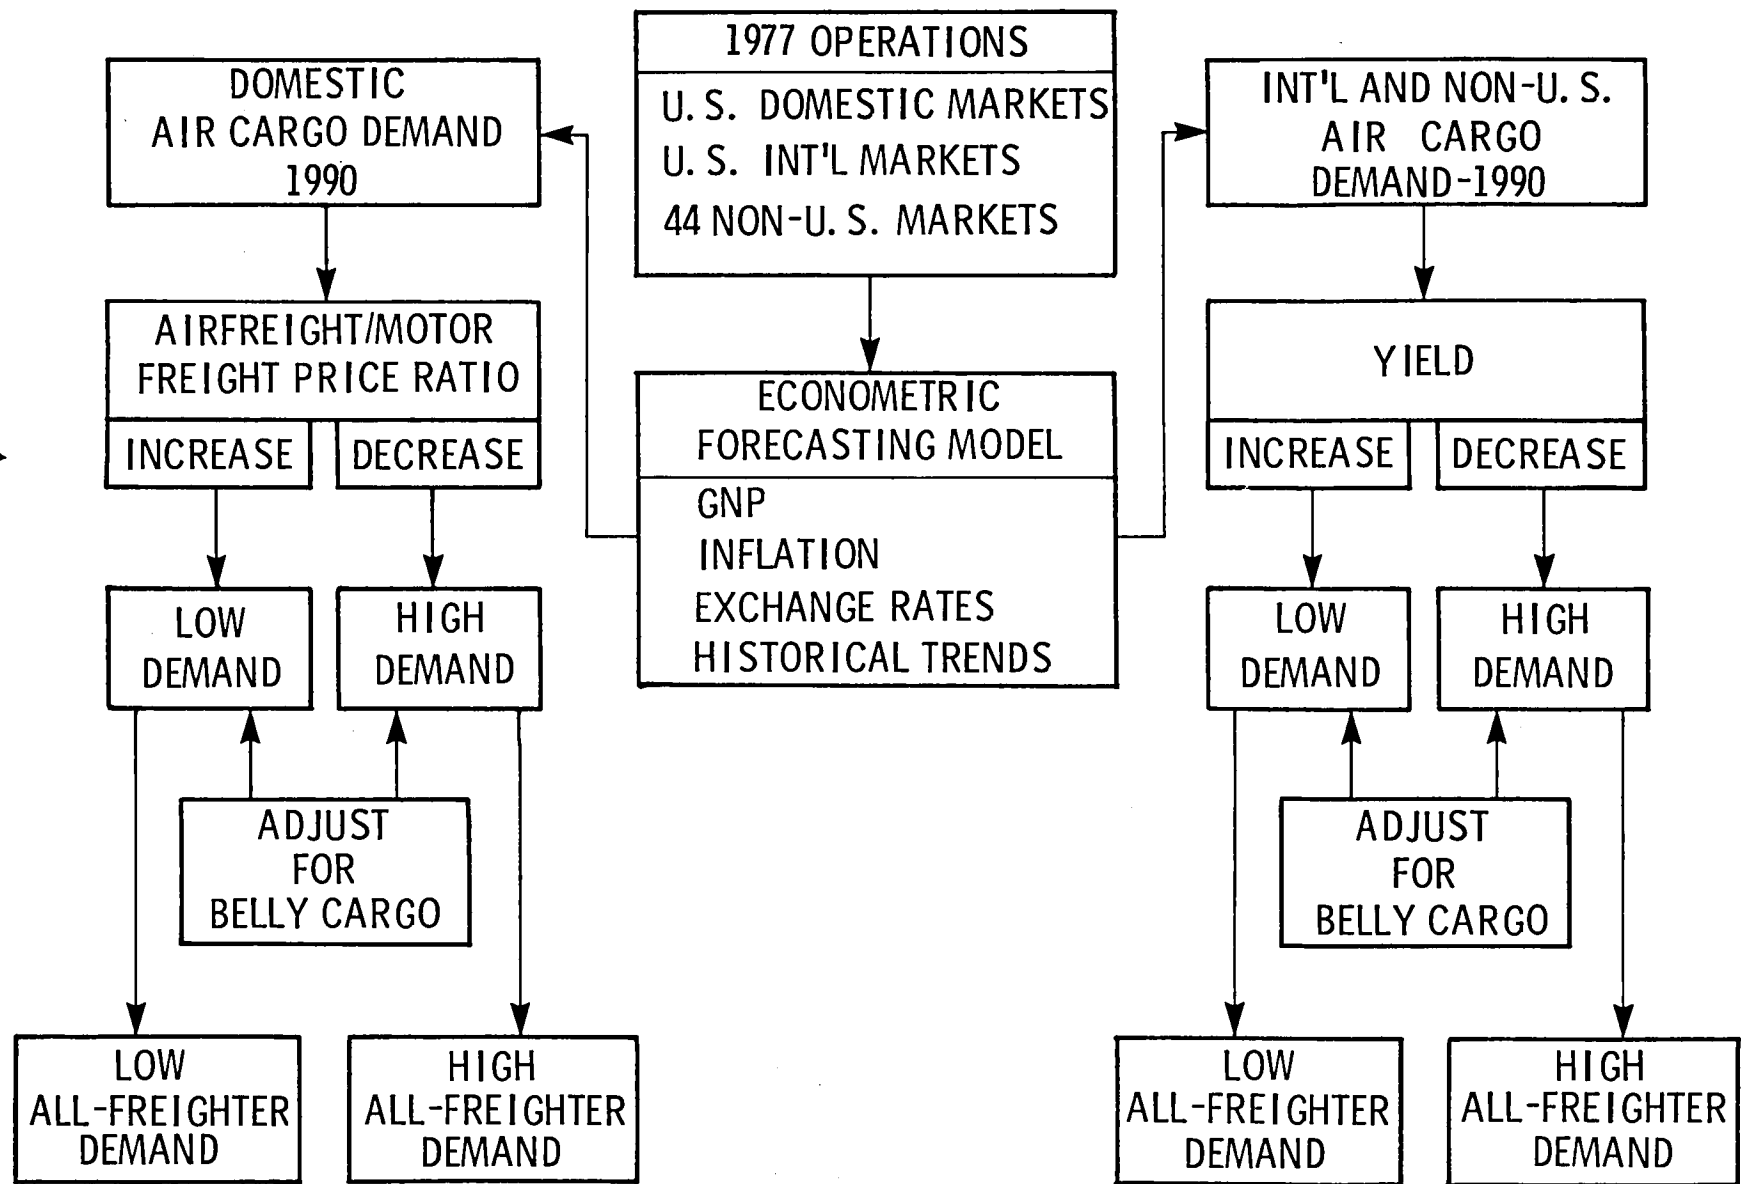 1977 OPERATIONS
U. S. DOMESTIC MARKETS
U. S. INT'L MARKETS
44 NON-U. S. MARKETS
DOMESTIC
AIR CARGO DEMAND
1990
INT'L AND NON-U. S.
AIR CARGO
DEMAND-1990
AIRFREIGHT/MOTOR
FREIGHT PRICE RATIO
INCREASE
DECREASE
ECONOMETRIC
FORECASTING MODEL
GNP
INFLATION
EXCHANGE RATES
HISTORICAL TRENDS
YIELD
INCREASE
DECREASE
LOW
DEMAND
HIGH
DEMAND
LOW
DEMAND
HIGH
DEMAND
ADJUST
FOR
BELLY CARGO
ADJUST
FOR
BELLY CARGO
LOW
ALL-FREIGHTER
DEMAND
HIGH
ALL-FREIGHTER
DEMAND
LOW
ALL-FREIGHTER
DEMAND
HIGH
ALL-FREIGHTER
DEMAND